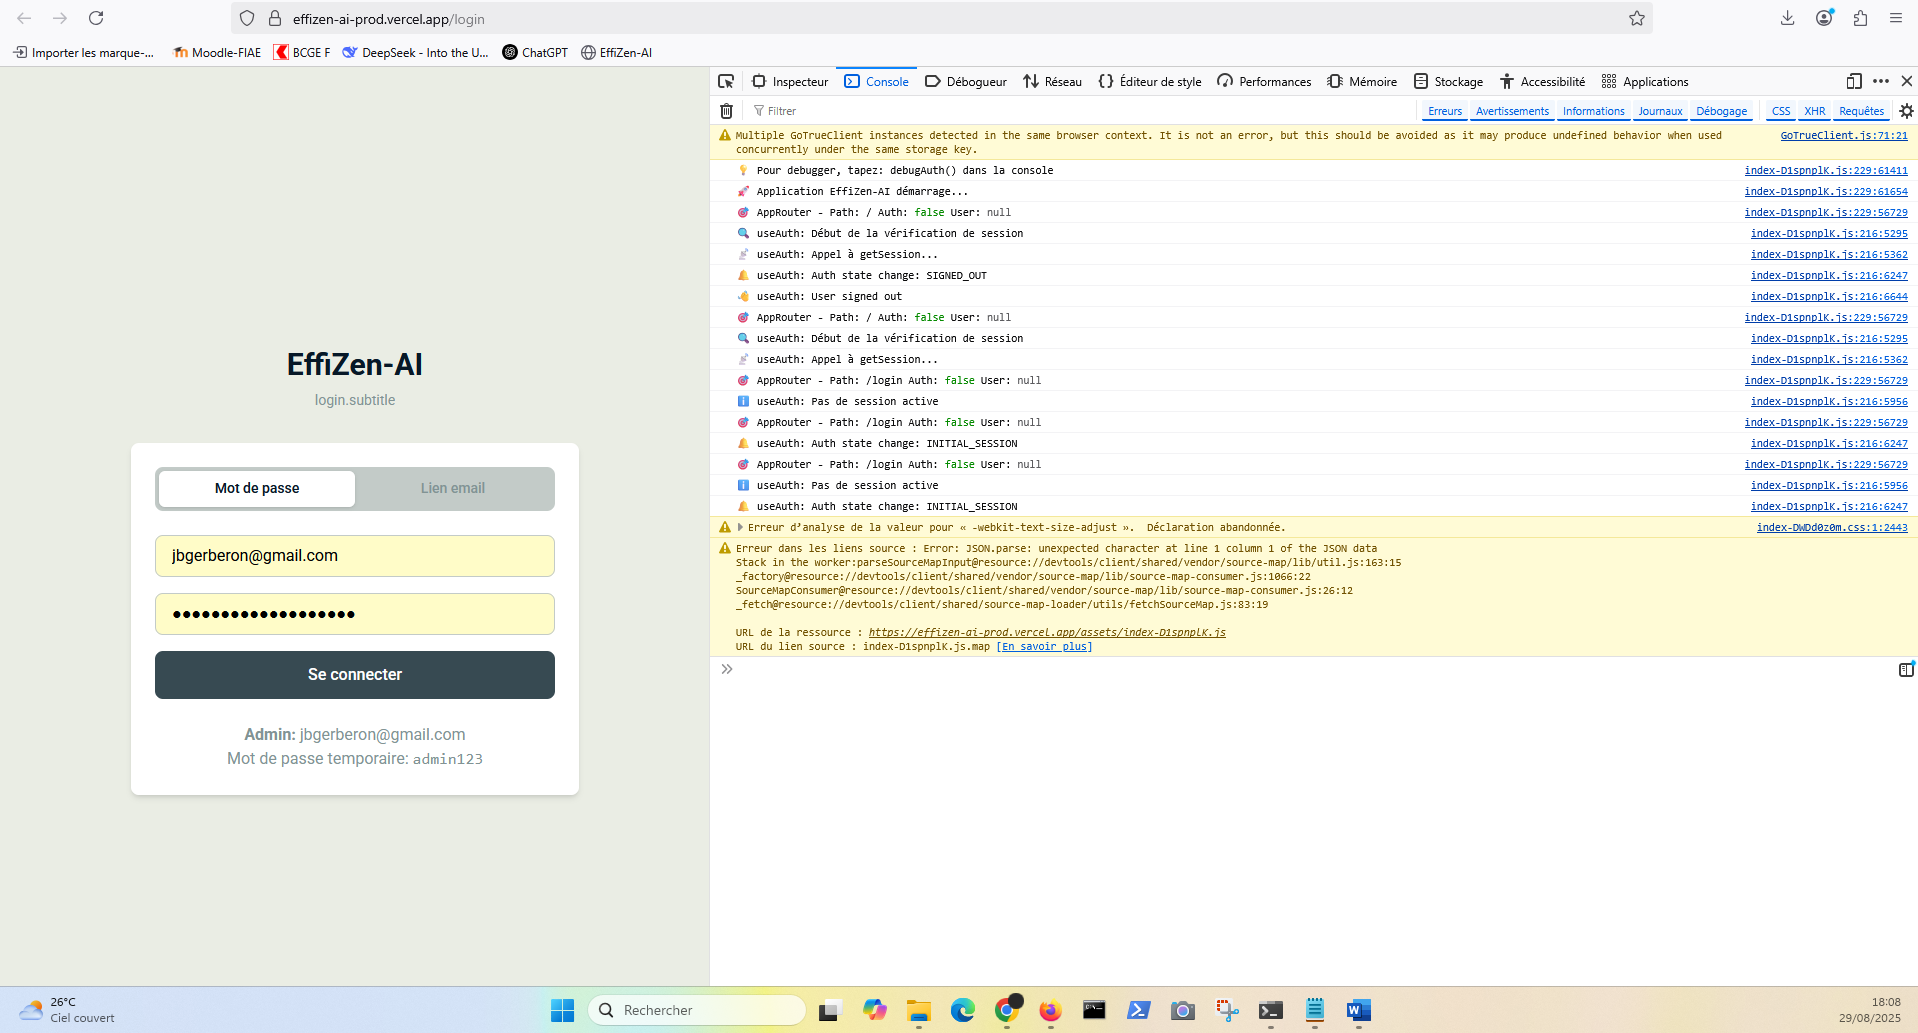 effizen-ai-prod.vercel.app/login
Importer les marque-... Moodle-FIAE BCGE F DeepSeek - Into the U... ChatGPT EffiZen-AI
EffiZen-AI
login.subtitle
Mot de passe Lien email
jbgerberon@gmail.com
●●●●●●●●●●●●●●●●●●●
Se connecter
Admin: jbgerberon@gmail.com
Mot de passe temporaire: admin123
Inspecteur Console Débogueur Réseau Éditeur de style Performances Mémoire Stockage Accessibilité Applications
Filtrer Erreurs Avertissements Informations Journaux Débogage CSS XHR Requêtes
Multiple GoTrueClient instances detected in the same browser context. It is not an error, but this should be avoided as it may produce undefined behavior when used GoTrueClient.js:71:21
concurrently under the same storage key.
Pour debugger, tapez: debugAuth() dans la console index-D1spnplK.js:229:61411
Application EffiZen-AI démarrage... index-D1spnplK.js:229:61654
AppRouter - Path: / Auth: false User: null index-D1spnplK.js:229:56729
useAuth: Début de la vérification de session index-D1spnplK.js:216:5295
useAuth: Appel à getSession... index-D1spnplK.js:216:5362
useAuth: Auth state change: SIGNED_OUT index-D1spnplK.js:216:6247
useAuth: User signed out index-D1spnplK.js:216:6644
AppRouter - Path: / Auth: false User: null index-D1spnplK.js:229:56729
useAuth: Début de la vérification de session index-D1spnplK.js:216:5295
useAuth: Appel à getSession... index-D1spnplK.js:216:5362
AppRouter - Path: /login Auth: false User: null index-D1spnplK.js:229:56729
useAuth: Pas de session active index-D1spnplK.js:216:5956
AppRouter - Path: /login Auth: false User: null index-D1spnplK.js:229:56729
useAuth: Auth state change: INITIAL_SESSION index-D1spnplK.js:216:6247
AppRouter - Path: /login Auth: false User: null index-D1spnplK.js:229:56729
useAuth: Pas de session active index-D1spnplK.js:216:5956
useAuth: Auth state change: INITIAL_SESSION index-D1spnplK.js:216:6247
Erreur d’analyse de la valeur pour « -webkit-text-size-adjust ». Déclaration abandonnée. index-DWDd0z0m.css:1:2443
Erreur dans les liens source : Error: JSON.parse: unexpected character at line 1 column 1 of the JSON data
Stack in the worker:parseSourceMapInput@resource://devtools/client/shared/vendor/source-map/lib/util.js:163:15
_factory@resource://devtools/client/shared/vendor/source-map/lib/source-map-consumer.js:1066:22
SourceMapConsumer@resource://devtools/client/shared/vendor/source-map/lib/source-map-consumer.js:26:12
_fetch@resource://devtools/client/shared/source-map-loader/utils/fetchSourceMap.js:83:19
URL de la ressource : https://effizen-ai-prod.vercel.app/assets/index-D1spnplK.js
URL du lien source : index-D1spnplK.js.map [En savoir plus]
26°C
Ciel couvert
Rechercher
18:08
29/08/2025